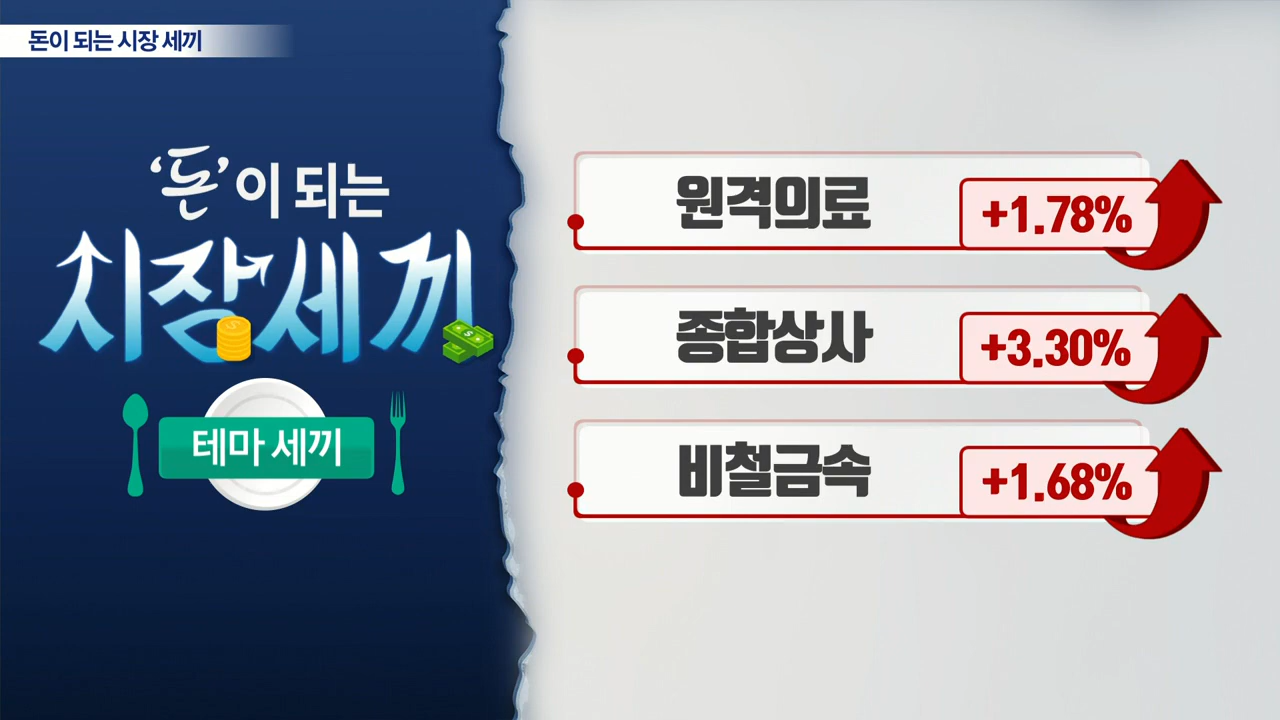 돈이 되는 시장 세끼
‘돈’이 되는
시장세끼
테마 세끼
원격의료
+1.78%
종합상사
+3.30%
비철금속
+1.68%